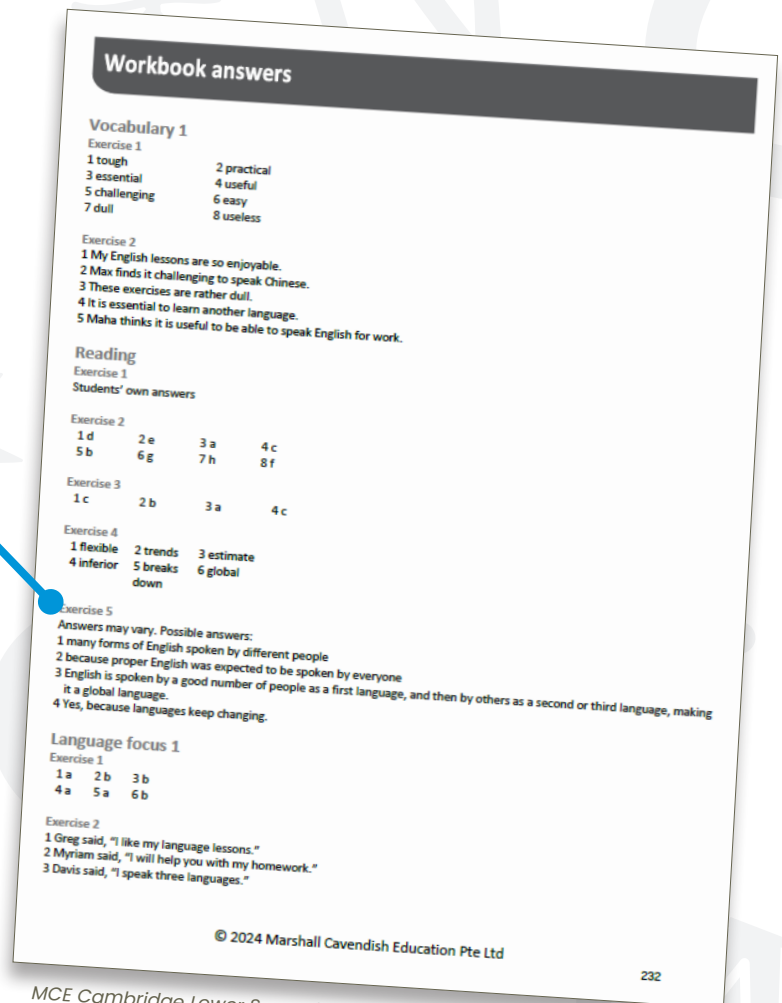 Workbook answers
Vocabulary 1
Exercise 1
1 tough 2 practical
3 essential 4 useful
5 challenging 6 easy
7 dull 8 useless
Exercise 2
1 My English lessons are so enjoyable.
2 Max finds it challenging to speak Chinese.
3 These exercises are rather dull.
4 It is essential to learn another language.
5 Maha thinks it is useful to be able to speak English for work.
Reading
Exercise 1
Students' own answers
Exercise 2
1 d 2 e 3 a 4 c
5 b 6 g 7 h 8 f
Exercise 3
1 c 2 b 3 a 4 c
Exercise 4
1 flexible 2 trends 3 estimate
4 inferior 5 breaks 6 global
down
Exercise 5
Answers may vary. Possible answers:
1 many forms of English spoken by different people
2 because proper English was expected to be spoken by everyone
3 English is spoken by a good number of people as a first language, and then by others as a second or third language, making
it a global language.
4 Yes, because languages keep changing.
Language focus 1
Exercise 1
1 a 2 b 3 b
4 a 5 a 6 b
Exercise 2
1 Greg said, "I like my language lessons."
2 Myriam said, "I will help you with my homework."
3 Davis said, "I speak three languages."
© 2024 Marshall Cavendish Education Pte Ltd
232
MCE Cambridge Lower